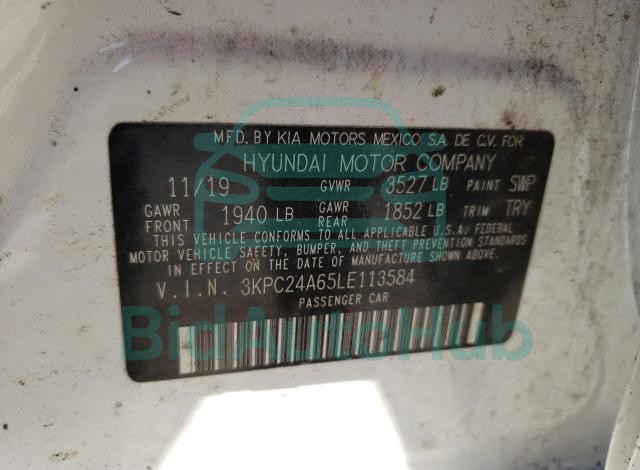 MFD. BY KIA MOTORS MEXICO S.A. DE C.V. FOR
HYUNDAI MOTOR COMPANY
11/19 GVWR 3527 LB PAINT SWP
GAWR FRONT 1940 LB GAWR REAR 1852 LB TRIM TRY
THIS VEHICLE CONFORMS TO ALL APPLICABLE U.S.A. FEDERAL
MOTOR VEHICLE SAFETY, BUMPER, AND THEFT PREVENTION STANDARDS
IN EFFECT ON THE DATE OF MANUFACTURE SHOWN ABOVE.
V.I.N. 3KPC24A65LE113584
PASSENGER CAR
BidAutoHub